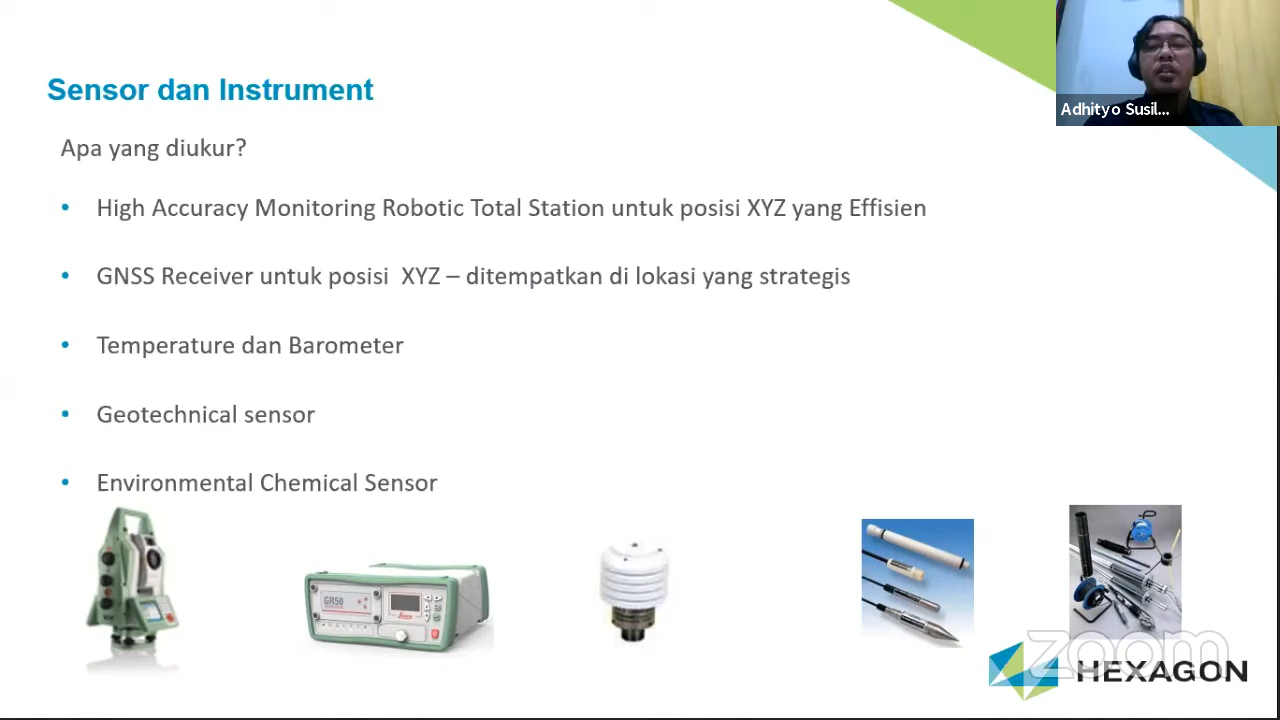 Sensor dan Instrument
Adhityo Susil...
Apa yang diukur?
• High Accuracy Monitoring Robotic Total Station untuk posisi XYZ yang Effisien
• GNSS Receiver untuk posisi XYZ – ditempatkan di lokasi yang strategis
• Temperature dan Barometer
• Geotechnical sensor
• Environmental Chemical Sensor
GR50
Leica
zoom
HEXAGON